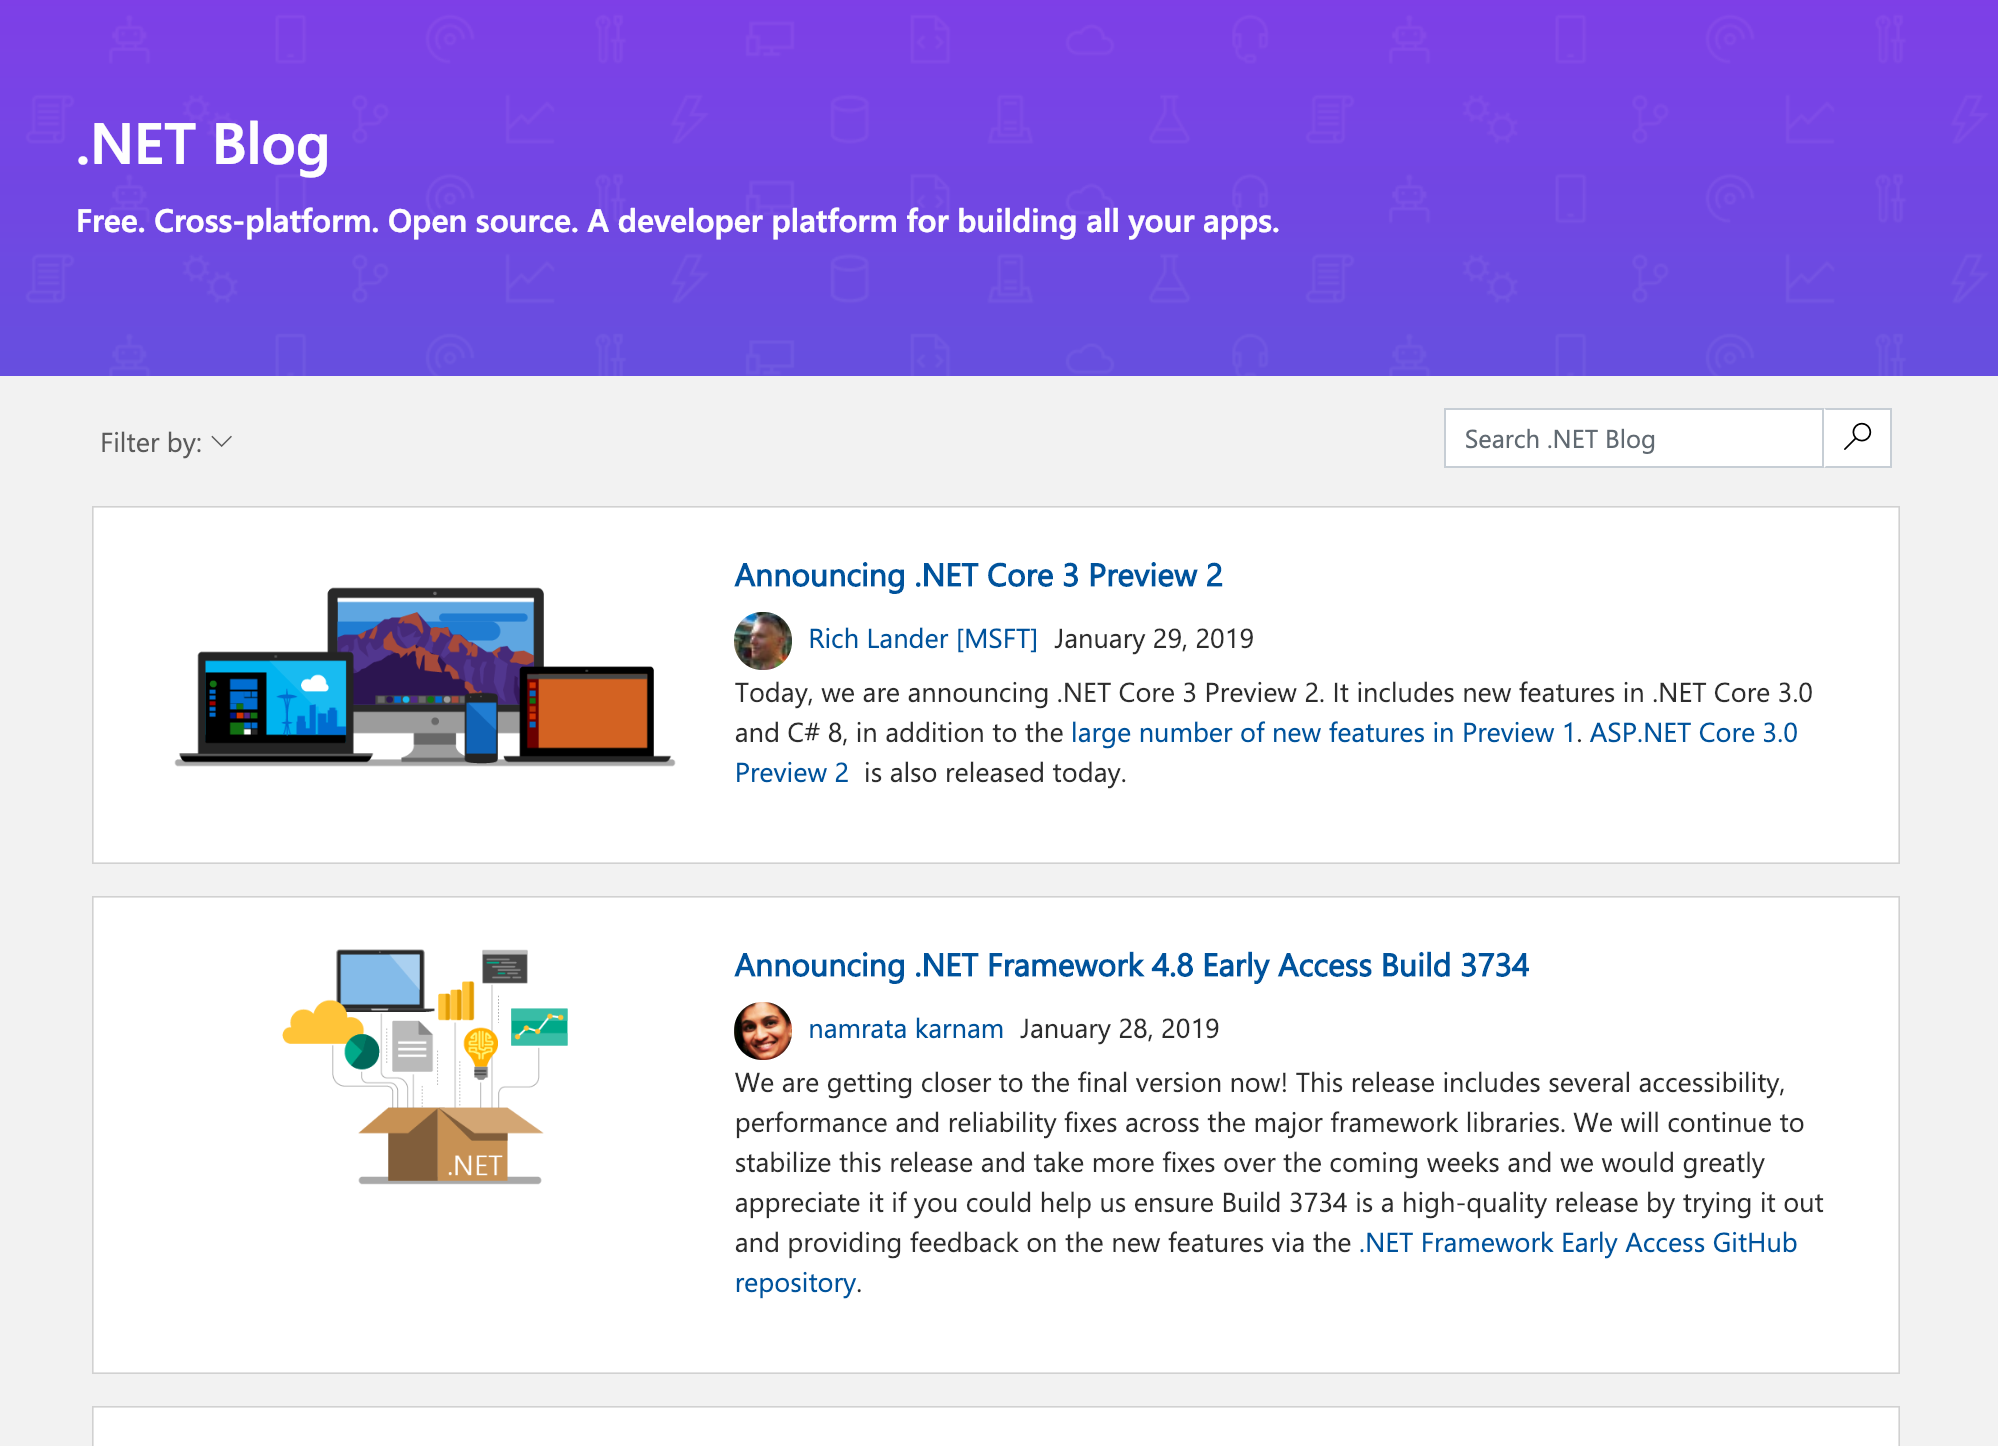 .NET Blog
Free. Cross-platform. Open source. A developer platform for building all your apps.
Filter by:
Search .NET Blog
Announcing .NET Core 3 Preview 2
Rich Lander [MSFT] January 29, 2019
Today, we are announcing .NET Core 3 Preview 2. It includes new features in .NET Core 3.0
and C# 8, in addition to the large number of new features in Preview 1. ASP.NET Core 3.0
Preview 2 is also released today.
.NET
Announcing .NET Framework 4.8 Early Access Build 3734
namrata karnam January 28, 2019
We are getting closer to the final version now! This release includes several accessibility,
performance and reliability fixes across the major framework libraries. We will continue to
stabilize this release and take more fixes over the coming weeks and we would greatly
appreciate it if you could help us ensure Build 3734 is a high-quality release by trying it out
and providing feedback on the new features via the .NET Framework Early Access GitHub
repository.